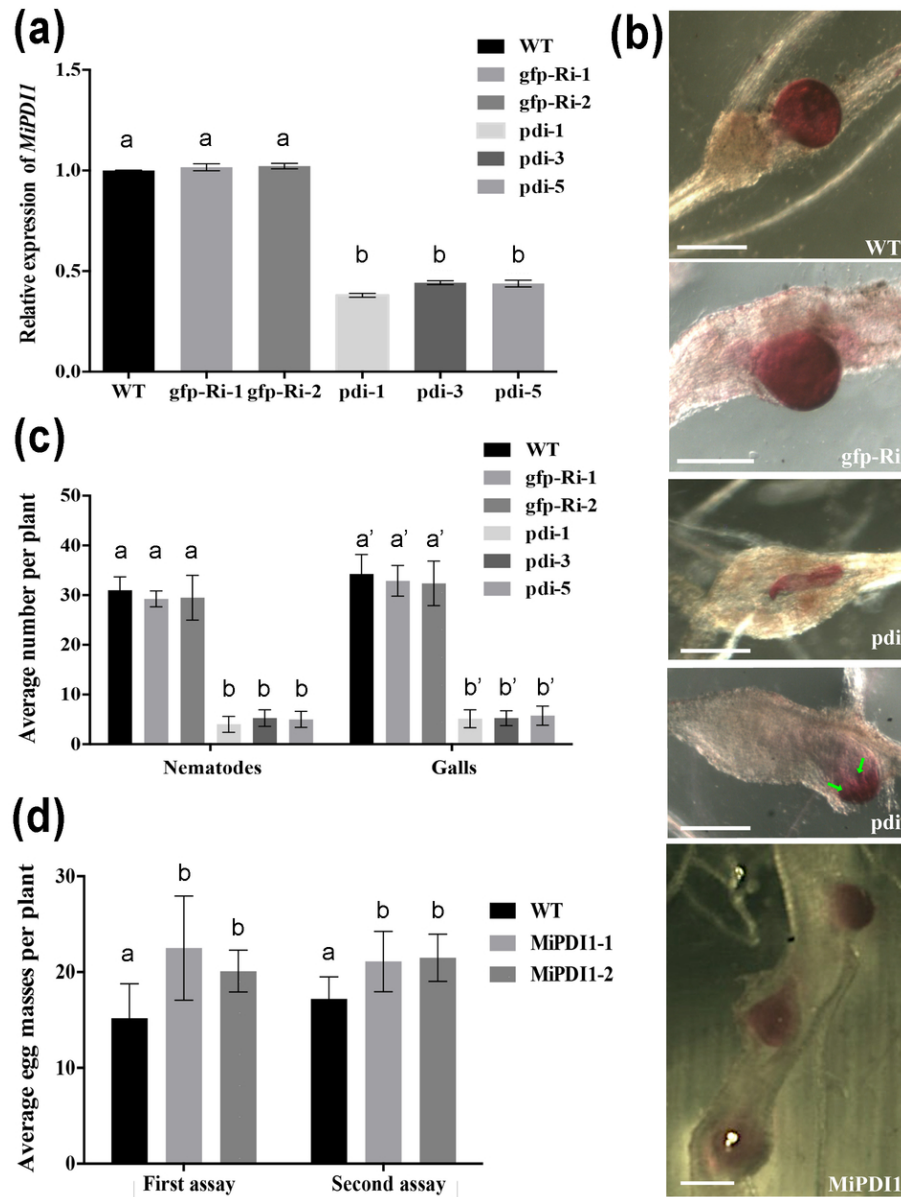 (a)
Relative expression of MiPDI1
1.5
1.0
0.5
0.0
a a a b b b
WT gfp-Ri-1 gfp-Ri-2 pdi-1 pdi-3 pdi-5
WT
gfp-Ri-1
gfp-Ri-2
pdi-1
pdi-3
pdi-5
(b)
WT
gfp-Ri
pdi
pdi
MiPDI1
(c)
Average number per plant
50
40
30
20
10
0
a a a b b b a' a' a' b' b' b'
Nematodes Galls
WT
gfp-Ri-1
gfp-Ri-2
pdi-1
pdi-3
pdi-5
(d)
Average egg masses per plant
30
20
10
0
a b b a b b
First assay Second assay
WT
MiPDI1-1
MiPDI1-2